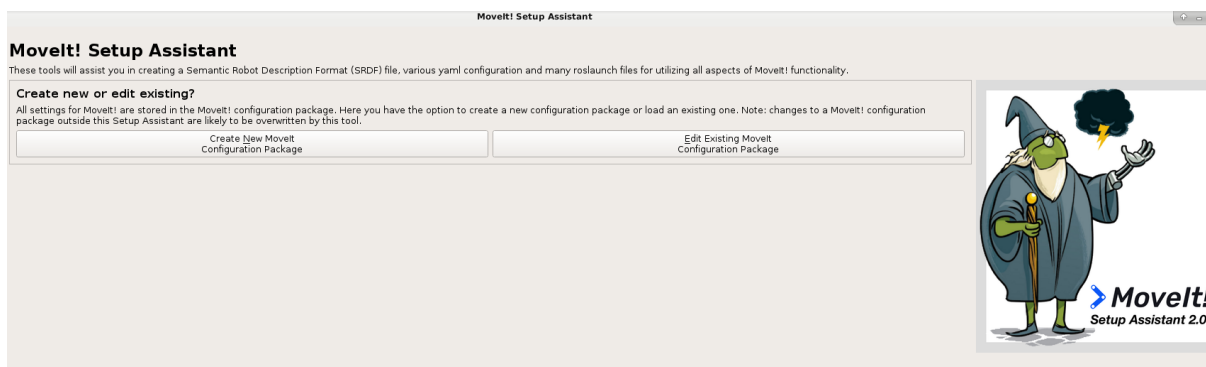 MoveIt! Setup Assistant
MoveIt! Setup Assistant
These tools will assist you in creating a Semantic Robot Description Format (SRDF) file, various yaml configuration and many roslaunch files for utilizing all aspects of MoveIt! functionality.
Create new or edit existing?
All settings for MoveIt! are stored in the MoveIt! configuration package. Here you have the option to create a new configuration package or load an existing one. Note: changes to a MoveIt! configuration
package outside this Setup Assistant are likely to be overwritten by this tool.
Create New MoveIt
Configuration Package
Edit Existing MoveIt
Configuration Package
MoveIt!
Setup Assistant 2.0